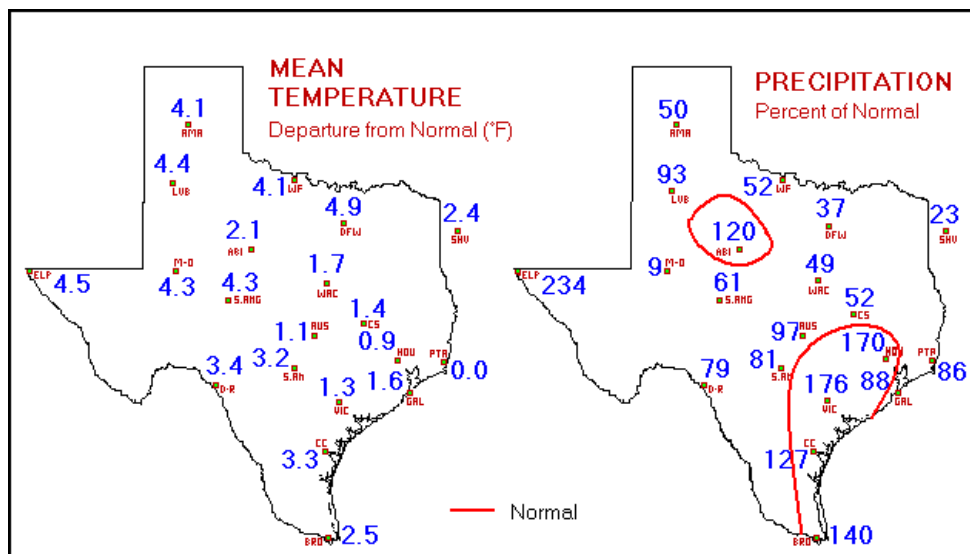 MEAN
TEMPERATURE
Departure from Normal (°F)
4.1
AMA
4.4
LVB
4.1
WF
4.9
DFW
2.4
SHV
2.1
ABI
ELP
4.5
M-O
4.3
4.3
S.ANG
1.7
WAC
1.4
CS
1.1
AUS
0.9
HOU
PTA
0.0
3.2
S.AN
3.4
D-R
1.3
VIC
1.6
GAL
CC
3.3
BRO
2.5
PRECIPITATION
Percent of Normal
50
AMA
93
LVB
52
WF
37
DFW
23
SHV
120
ABI
ELP
234
M-O
9
61
S.ANG
49
WAC
52
CS
97
AUS
170
HOU
PTA
86
81
S.AN
79
D-R
176
VIC
88
GAL
CC
127
BRO
140
Normal